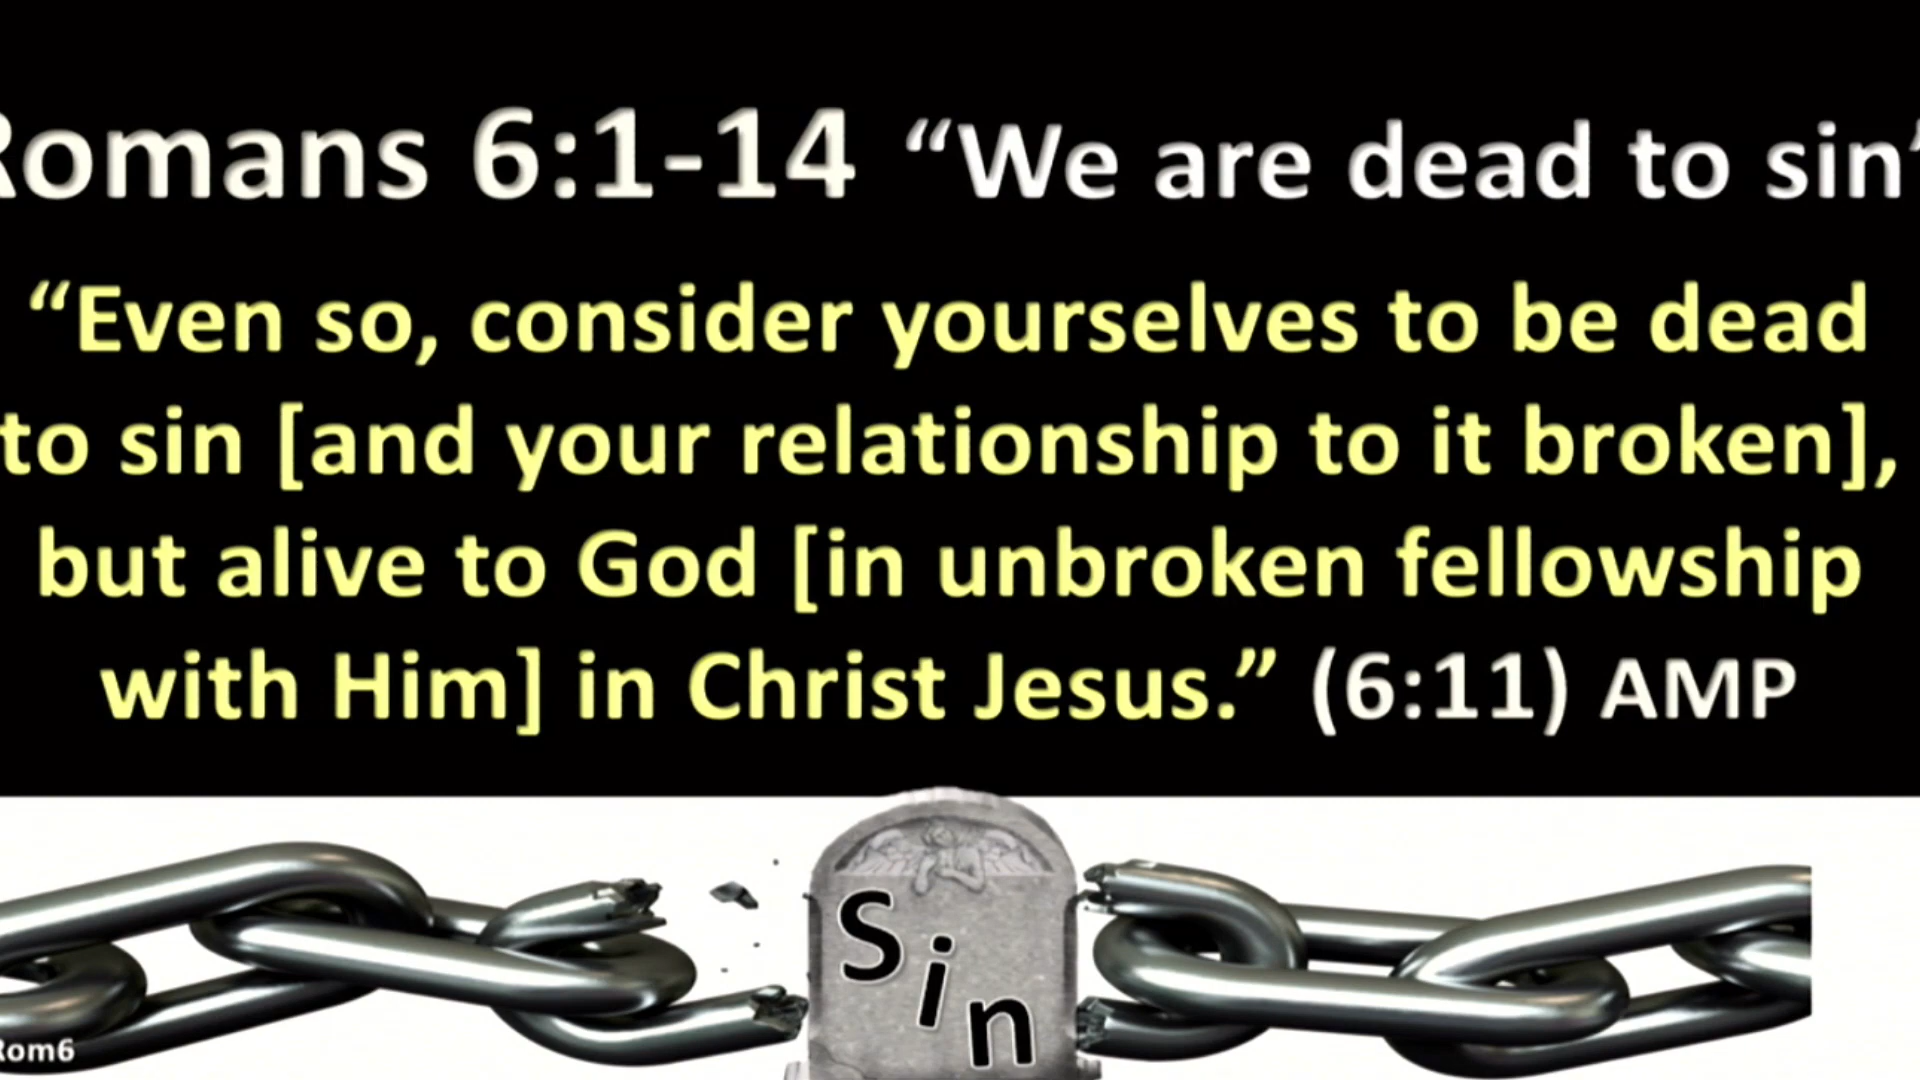 Romans 6:1-14 “We are dead to sin”
“Even so, consider yourselves to be dead
to sin [and your relationship to it broken],
but alive to God [in unbroken fellowship
with Him] in Christ Jesus.” (6:11) AMP
Sin
Rom6